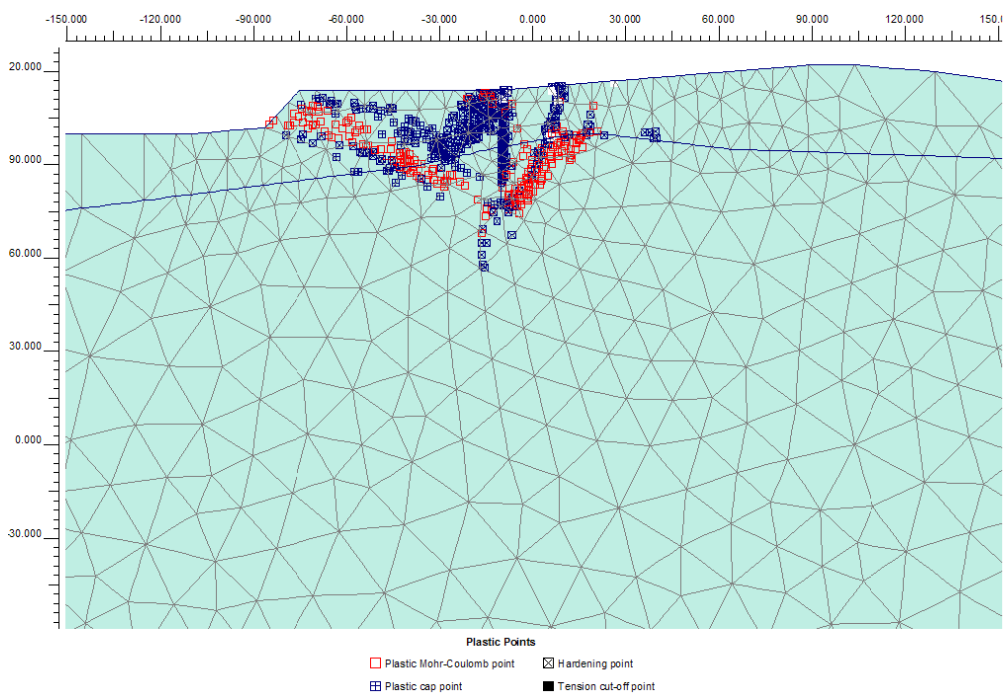 -150.000 -120.000 -90.000 -60.000 -30.000 0.000 30.000 60.000 90.000 120.000 150.
20.000
90.000
60.000
30.000
0.000
-30.000
Plastic Points
Plastic Mohr-Coulomb point Hardening point
Plastic cap point Tension cut-off point